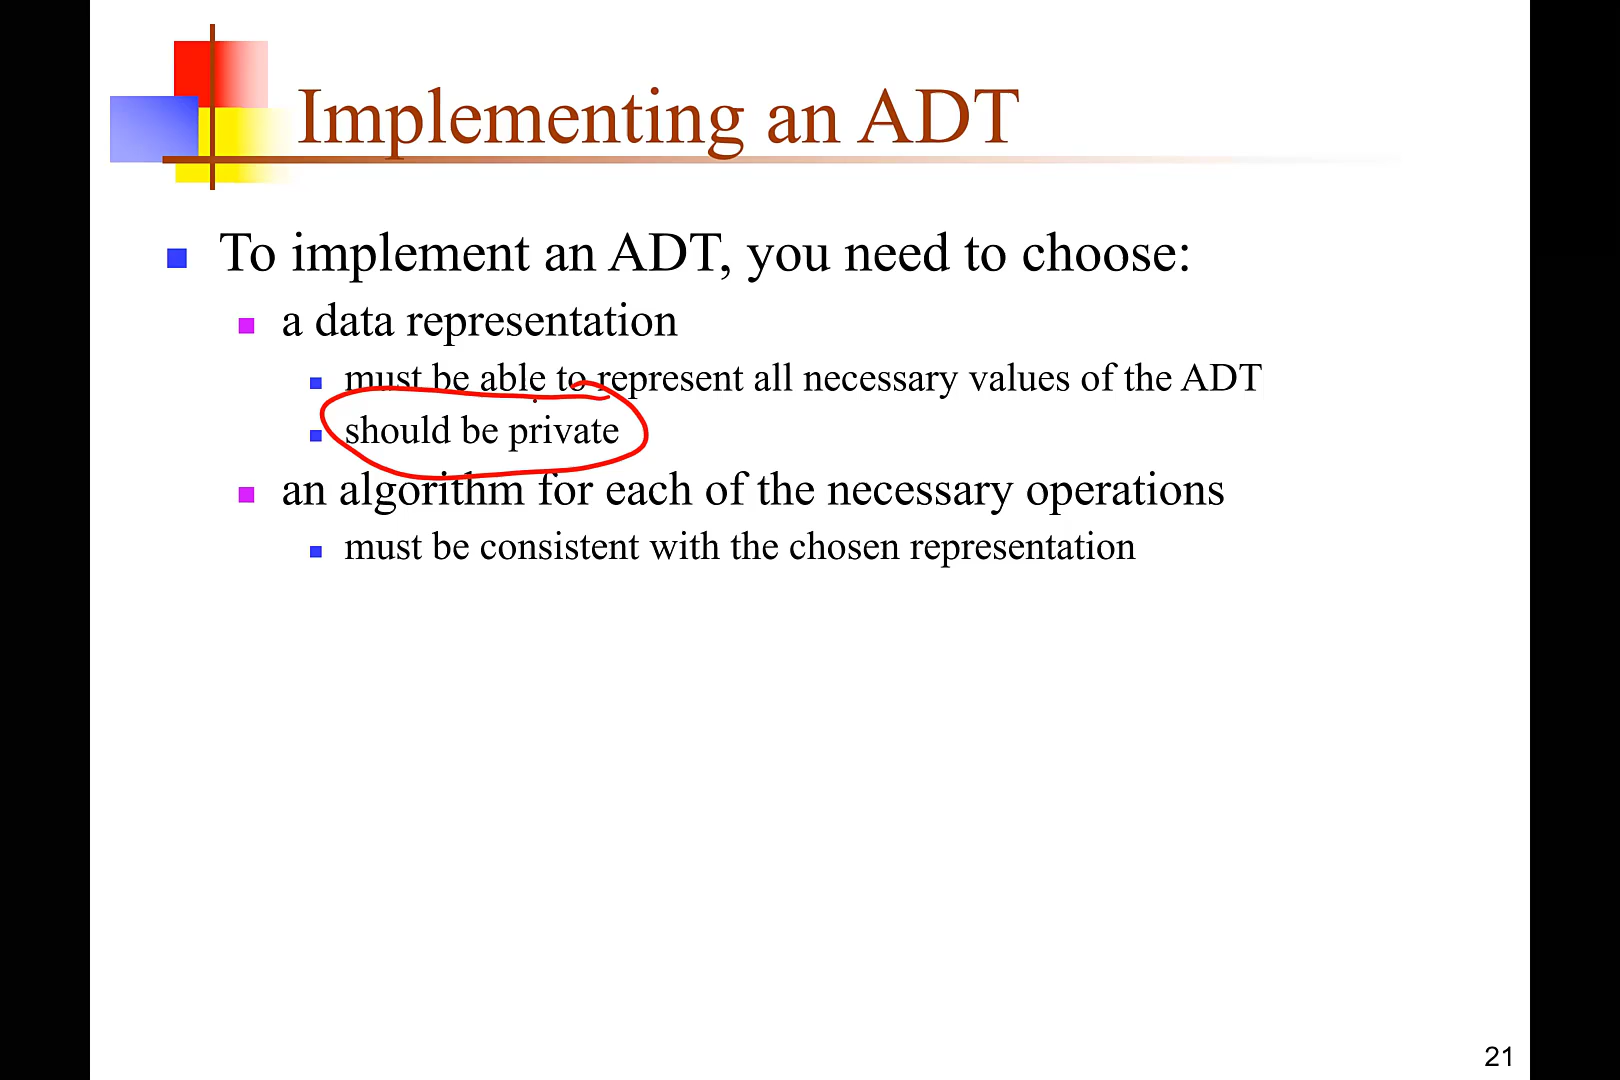 Implementing an ADT
To implement an ADT, you need to choose:
a data representation
must be able to represent all necessary values of the ADT
should be private
an algorithm for each of the necessary operations
must be consistent with the chosen representation
21